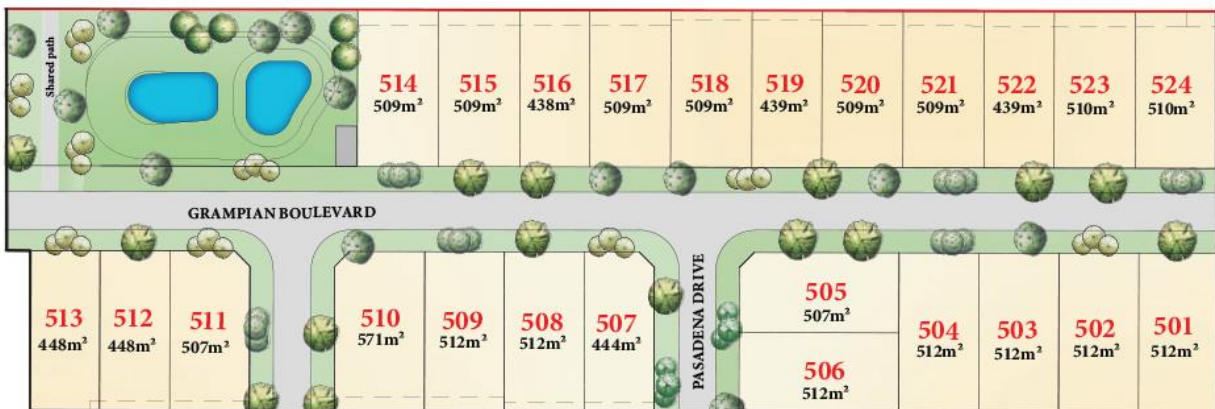 Shared path
514
509m²
515
509m²
516
438m²
517
509m²
518
509m²
519
439m²
520
509m²
521
509m²
522
439m²
523
510m²
524
510m²
GRAMPIAN BOULEVARD
PASADENA DRIVE
513
448m²
512
448m²
511
507m²
510
571m²
509
512m²
508
512m²
507
444m²
505
507m²
506
512m²
504
512m²
503
512m²
502
512m²
501
512m²